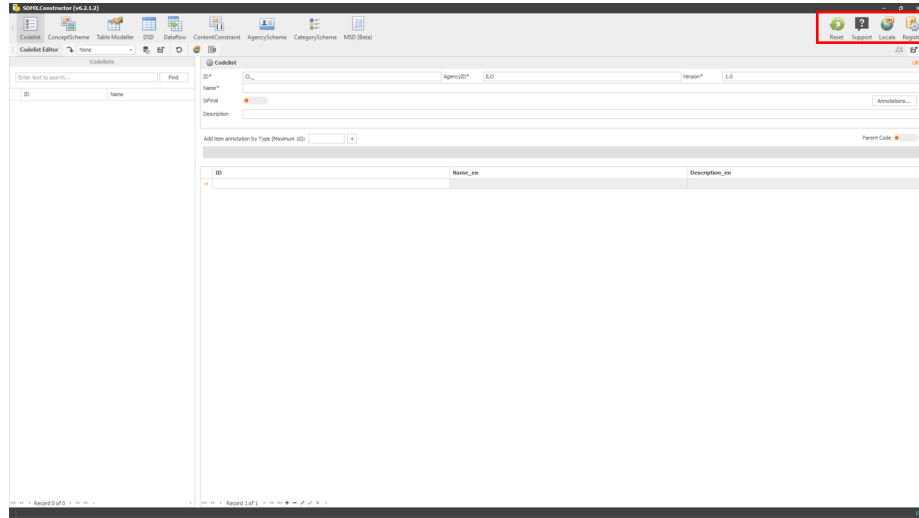 SDMX.Constructor (v6.2.1.2)
Codelist ConceptScheme Table Modeller DSD Dataflow ContentConstraint AgencyScheme CategoryScheme MSD (Beta) Reset Support Locale Registr
Codelist Editor None
Codelists
Enter text to search... Find
ID Name
Codelist UR
ID* CL_ AgencyID* ILO Version* 1.0
Name*
IsFinal Annotations...
Description
Add item annotation by Type (Maximum 10): + Parent Code
ID Name_en Description_en
Record 0 of 0
Record 1 of 1